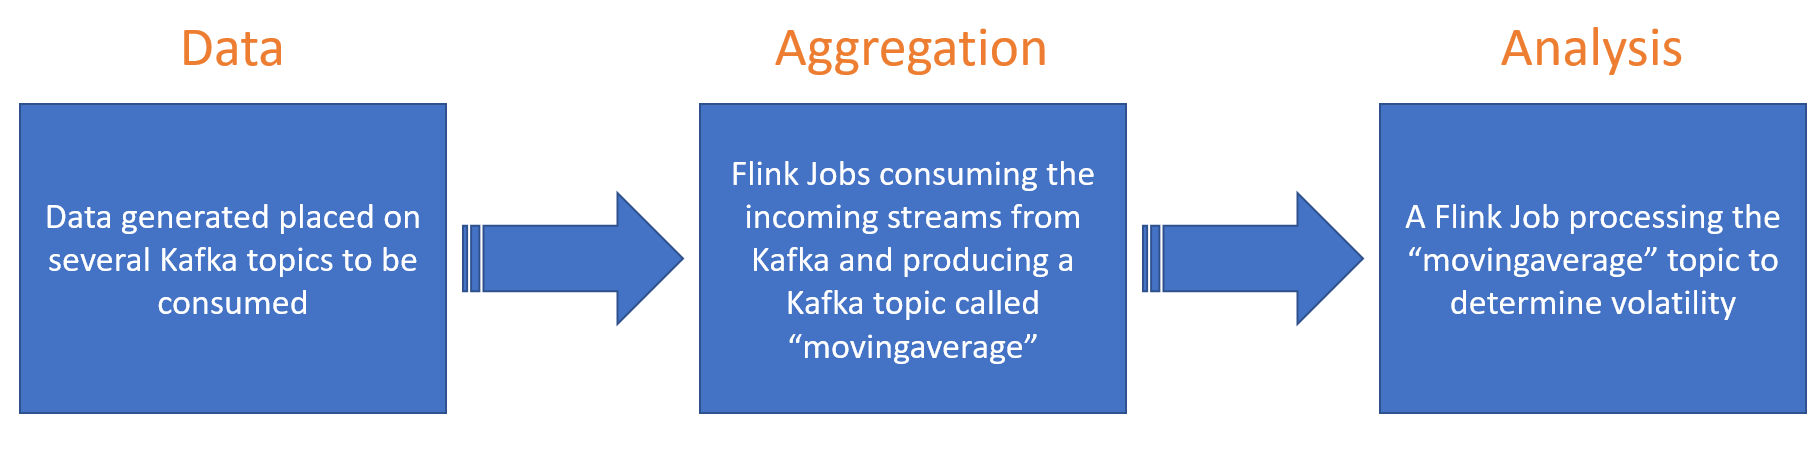 Data
Aggregation
Analysis
Data generated placed on
several Kafka topics to be
consumed
Flink Jobs consuming the
incoming streams from
Kafka and producing a
Kafka topic called
“movingaverage”
A Flink Job processing the
“movingaverage” topic to
determine volatility